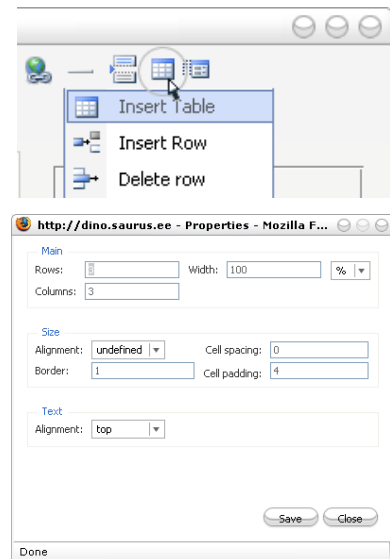 Insert Table
Insert Row
Delete row
http://dino.saurus.ee - Properties - Mozilla F...
Main
Rows: Width: 100 %
Columns: 3
Size
Alignment: undefined Cell spacing: 0
Border: 1 Cell padding: 4
Text
Alignment: top
Save Close
Done